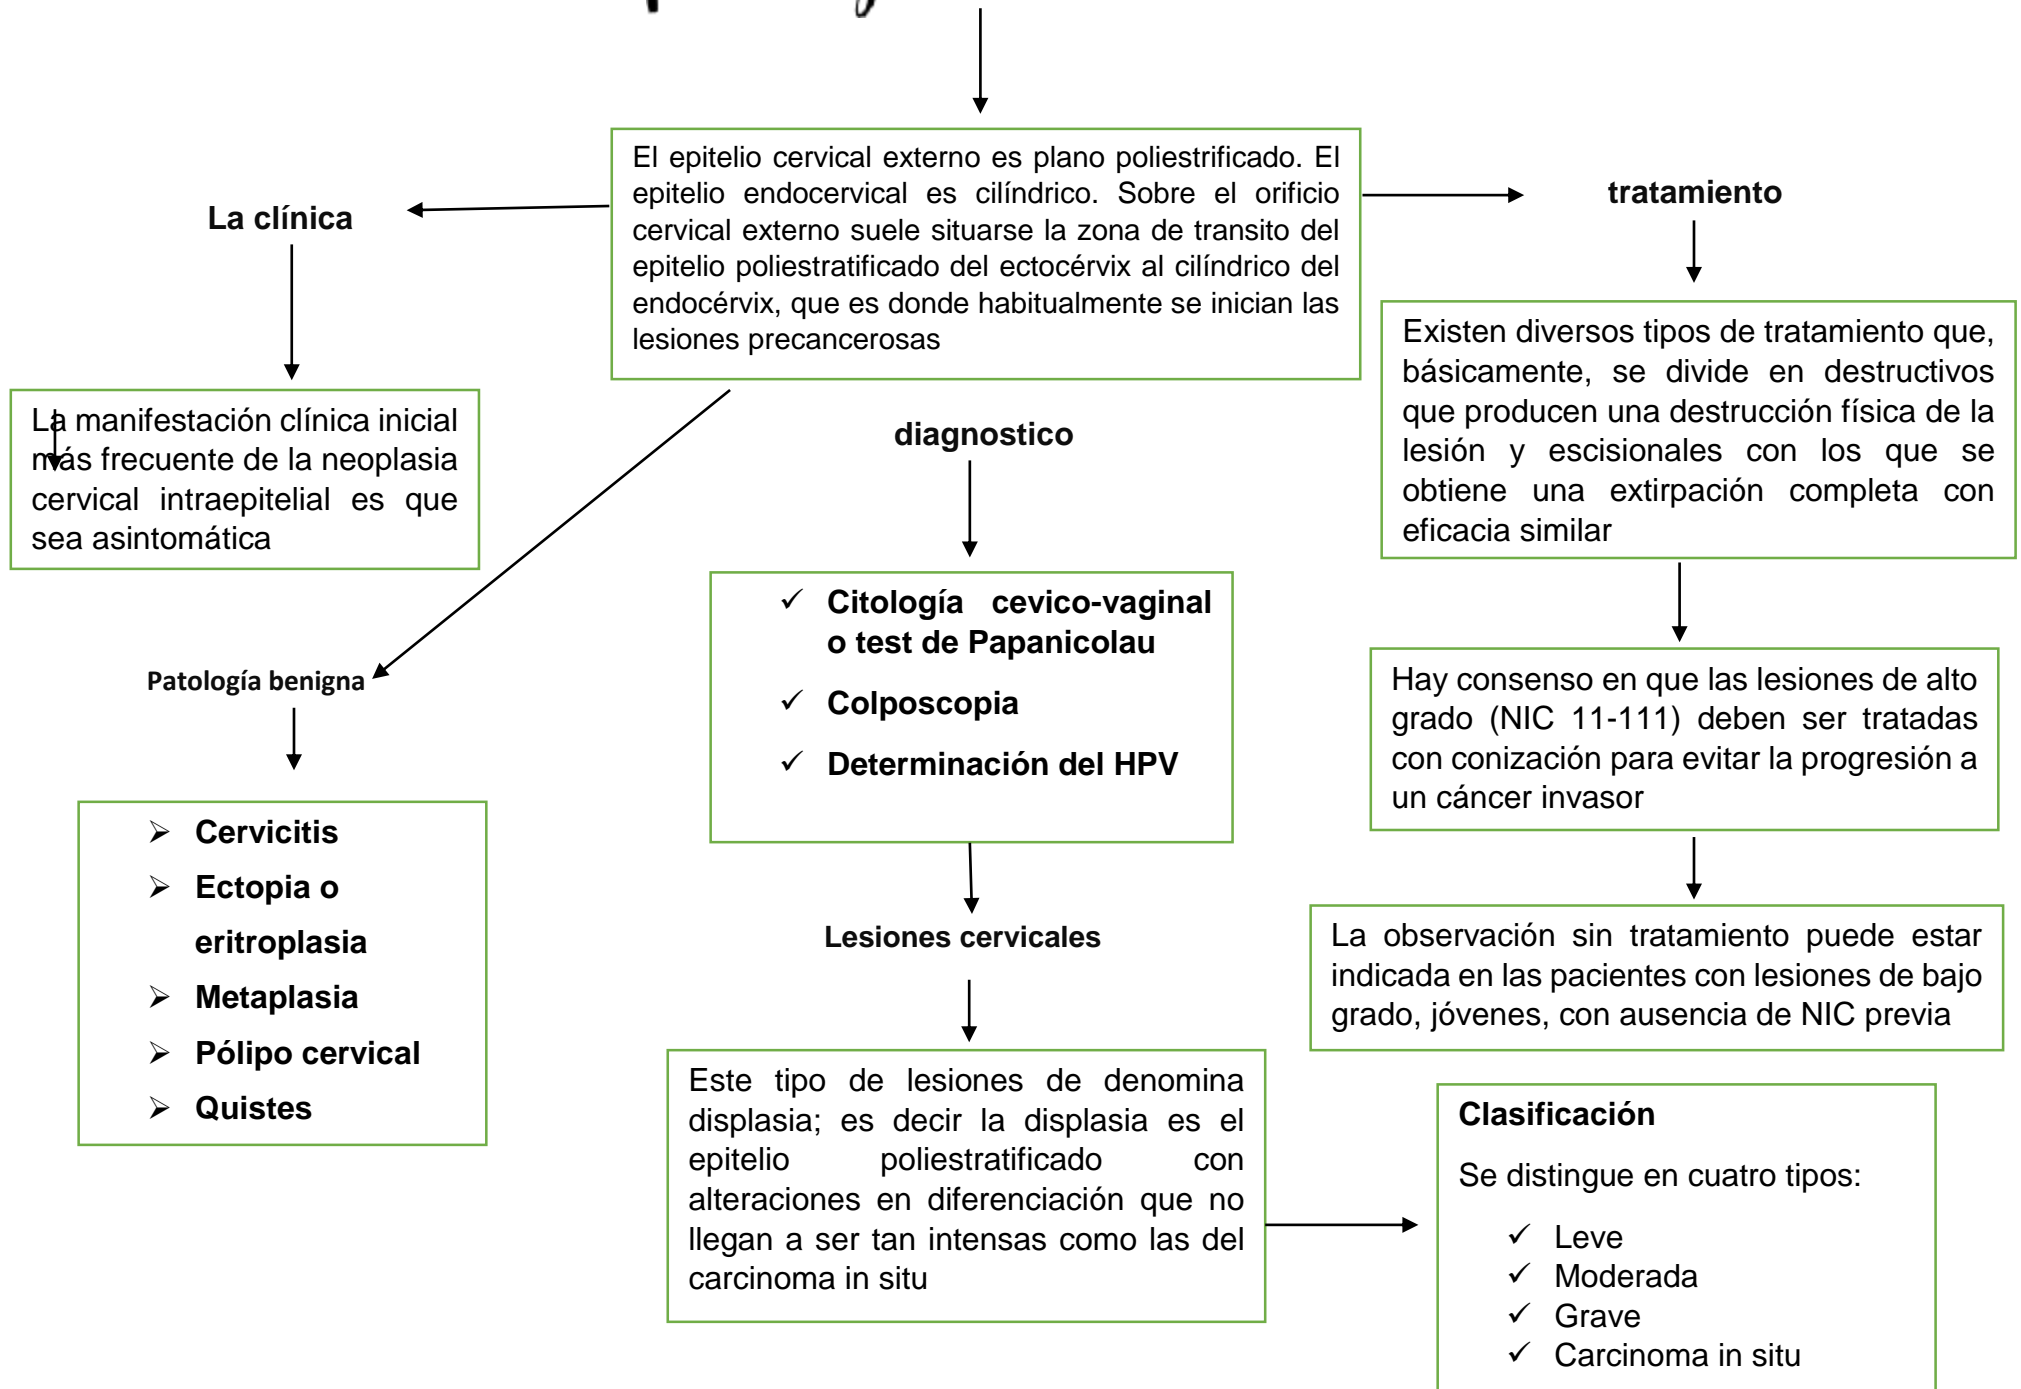 El epitelio cervical externo es plano poliestrificado. El
epitelio endocervical es cilíndrico. Sobre el orificio
cervical externo suele situarse la zona de transito del
epitelio poliestratificado del ectocérvix al cilíndrico del
endocérvix, que es donde habitualmente se inician las
lesiones precancerosas
La clínica
La manifestación clínica inicial
más frecuente de la neoplasia
cervical intraepitelial es que
sea asintomática
Patología benigna
Cervicitis
Ectopia o
eritroplasia
Metaplasia
Pólipo cervical
Quistes
diagnostico
Citología cevico-vaginal
o test de Papanicolau
Colposcopia
Determinación del HPV
Lesiones cervicales
Este tipo de lesiones de denomina
displasia; es decir la displasia es el
epitelio poliestratificado con
alteraciones en diferenciación que no
llegan a ser tan intensas como las del
carcinoma in situ
tratamiento
Existen diversos tipos de tratamiento que,
básicamente, se divide en destructivos
que producen una destrucción física de la
lesión y escisionales con los que se
obtiene una extirpación completa con
eficacia similar
Hay consenso en que las lesiones de alto
grado (NIC 11-111) deben ser tratadas
con conización para evitar la progresión a
un cáncer invasor
La observación sin tratamiento puede estar
indicada en las pacientes con lesiones de bajo
grado, jóvenes, con ausencia de NIC previa
Clasificación
Se distingue en cuatro tipos:
Leve
Moderada
Grave
Carcinoma in situ